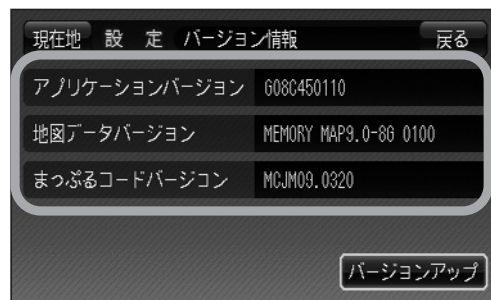 現在地 設 定 バージョン情報 戻る
アプリケーションバージョン G08C450110
地図データバージョン MEMORY MAP9.0-8G 0100
まっぷるコードバージョン MCJM09.0320
バージョンアップ